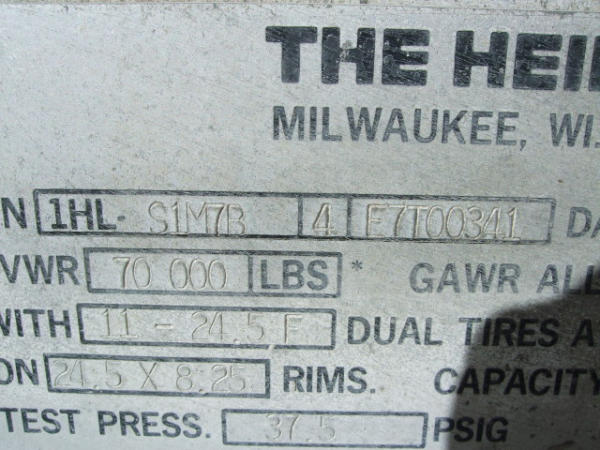 THE HEI
MILWAUKEE, WI.
N 1HL- S1M7B 4 F7T00341 DA
VWR 70 000 LBS * GAWR ALL
WITH 11 - 24.5 F DUAL TIRES A
ON 24.5 X 8.25 RIMS. CAPACITY
TEST PRESS. 37.5 PSIG